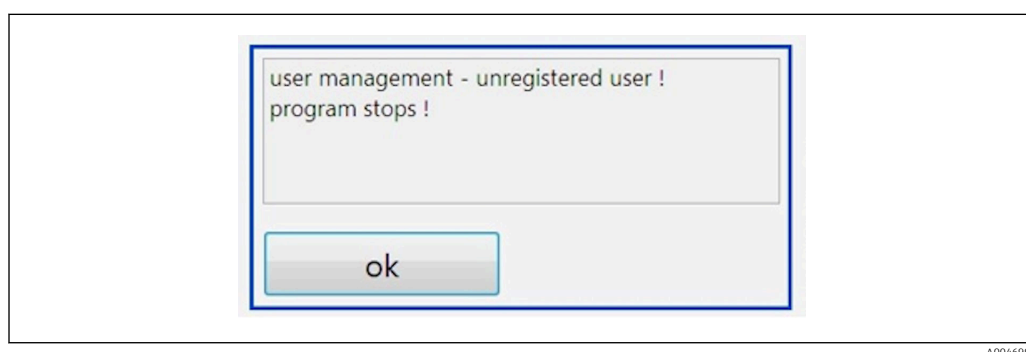 user management - unregistered user !
program stops !
ok